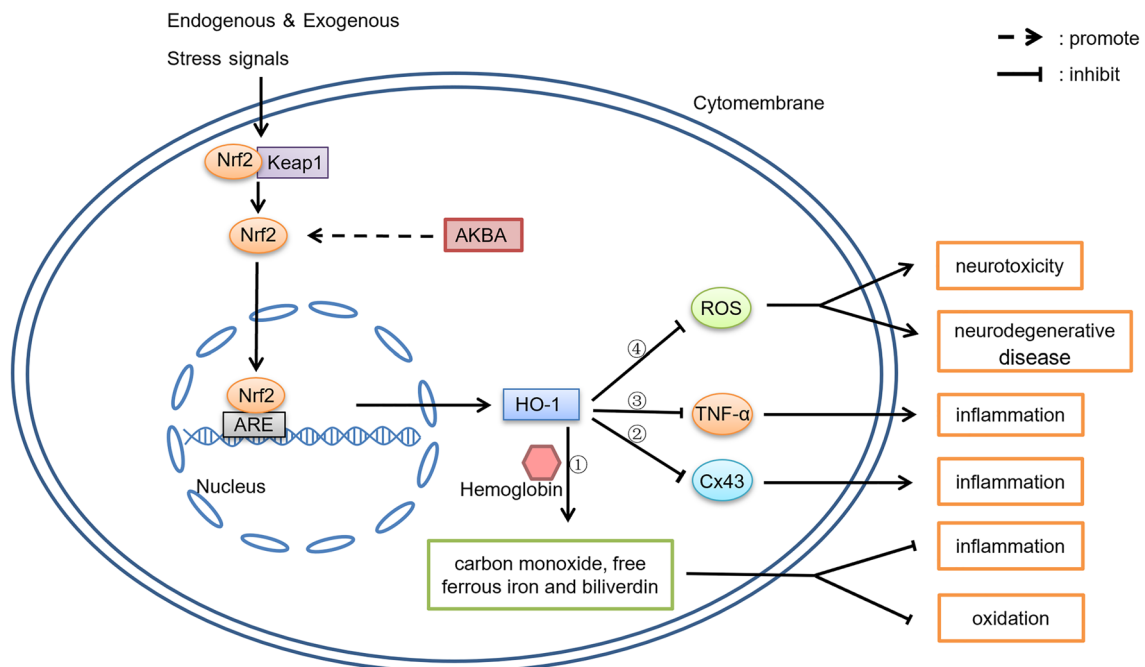 Endogenous & Exogenous
Stress signals
: promote
: inhibit
Cytomembrane
Nrf2
Keap1
Nrf2
AKBA
neurotoxicity
ROS
neurodegenerative
disease
④
Nrf2
ARE
HO-1
③
TNF-α
inflammation
②
①
Cx43
inflammation
Nucleus
Hemoglobin
carbon monoxide, free
ferrous iron and biliverdin
inflammation
oxidation